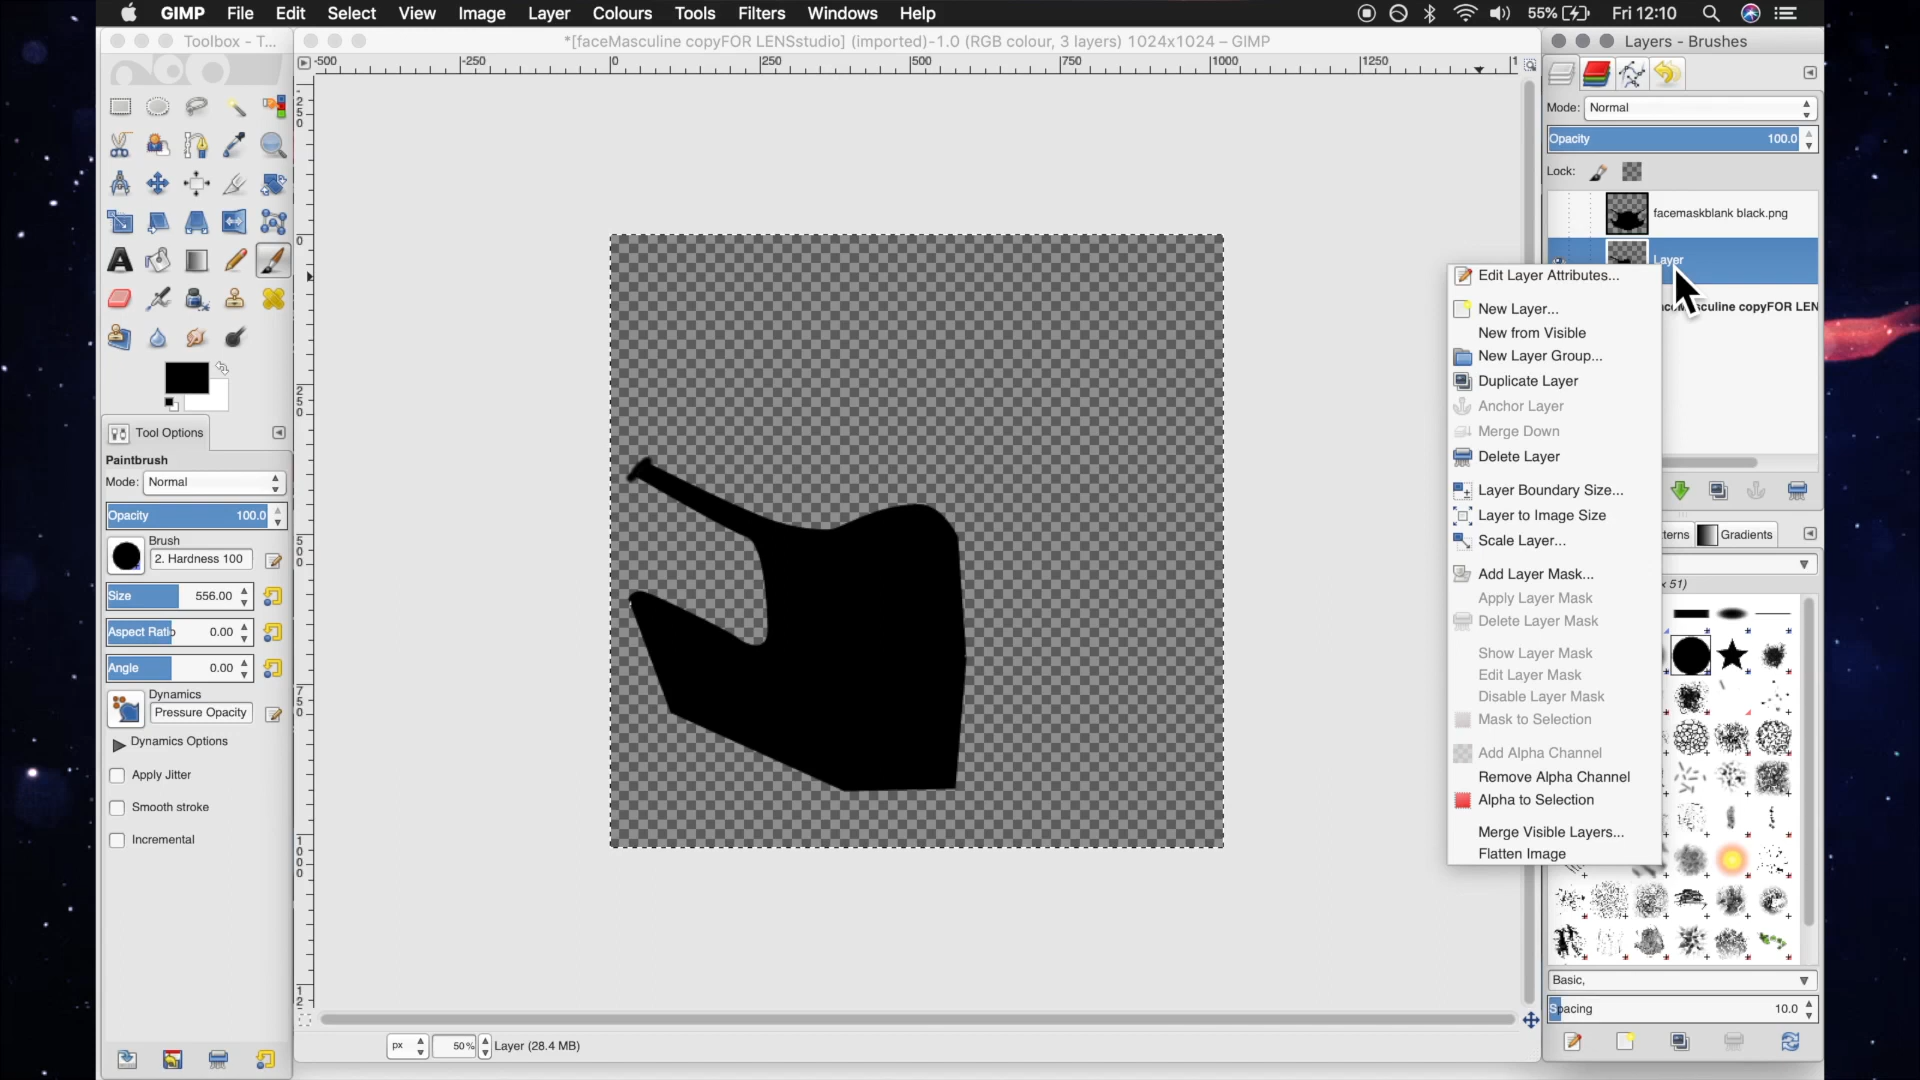 GIMP File Edit Select View Image Layer Colours Tools Filters Windows Help 55% Fri 12:10
Toolbox - T...
*[faceMasculine copyFOR LENSstudio] (imported)-1.0 (RGB colour, 3 layers) 1024x1024 – GIMP
Layers - Brushes
-500 -250 0 250 500 750 1000 1250
Mode: Normal
Opacity 100.0
Lock:
facemaskblank black.png
Layer
sculine copyFOR LEN
Edit Layer Attributes...
New Layer...
New from Visible
New Layer Group...
Duplicate Layer
Anchor Layer
Merge Down
Delete Layer
Layer Boundary Size...
Layer to Image Size
Scale Layer...
Add Layer Mask...
Apply Layer Mask
Delete Layer Mask
Show Layer Mask
Edit Layer Mask
Disable Layer Mask
Mask to Selection
Add Alpha Channel
Remove Alpha Channel
Alpha to Selection
Merge Visible Layers...
Flatten Image
terns Gradients
x 51)
Basic,
Spacing 10.0
Tool Options
Paintbrush
Mode: Normal
Opacity 100.0
Brush
2. Hardness 100
Size 556.00
Aspect Ratio 0.00
Angle 0.00
Dynamics
Pressure Opacity
Dynamics Options
Apply Jitter
Smooth stroke
Incremental
px 50% Layer (28.4 MB)